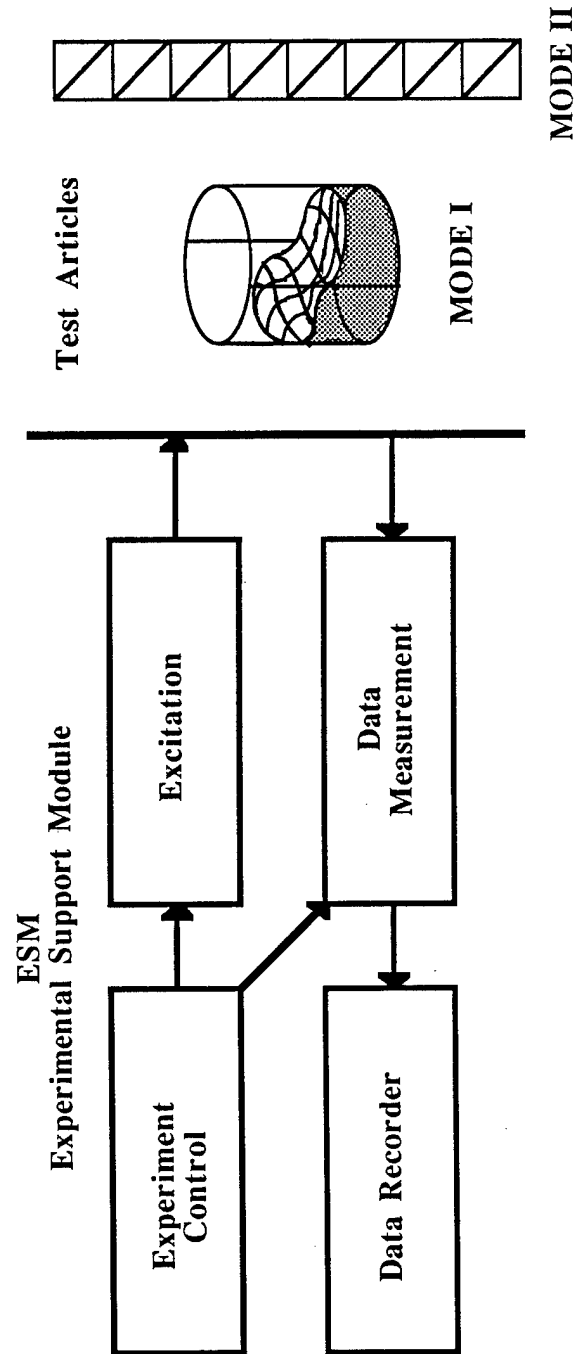 ESM
Experimental Support Module
Experiment
Control
Excitation
Data Recorder
Data
Measurement
Test Articles
MODE I
MODE II